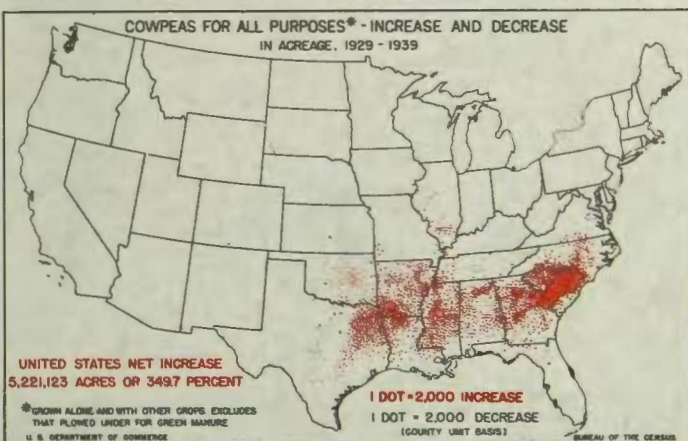 COWPEAS FOR ALL PURPOSES* - INCREASE AND DECREASE
IN ACREAGE, 1929 - 1939
UNITED STATES NET INCREASE
5,221,123 ACRES OR 349.7 PERCENT
*GROWN ALONE AND WITH OTHER CROPS. EXCLUDES
THAT PLOWED UNDER FOR GREEN MANURE
U. S. DEPARTMENT OF COMMERCE
1 DOT = 2,000 INCREASE
1 DOT = 2,000 DECREASE
(COUNTY UNIT BASIS)
BUREAU OF THE CENSUS